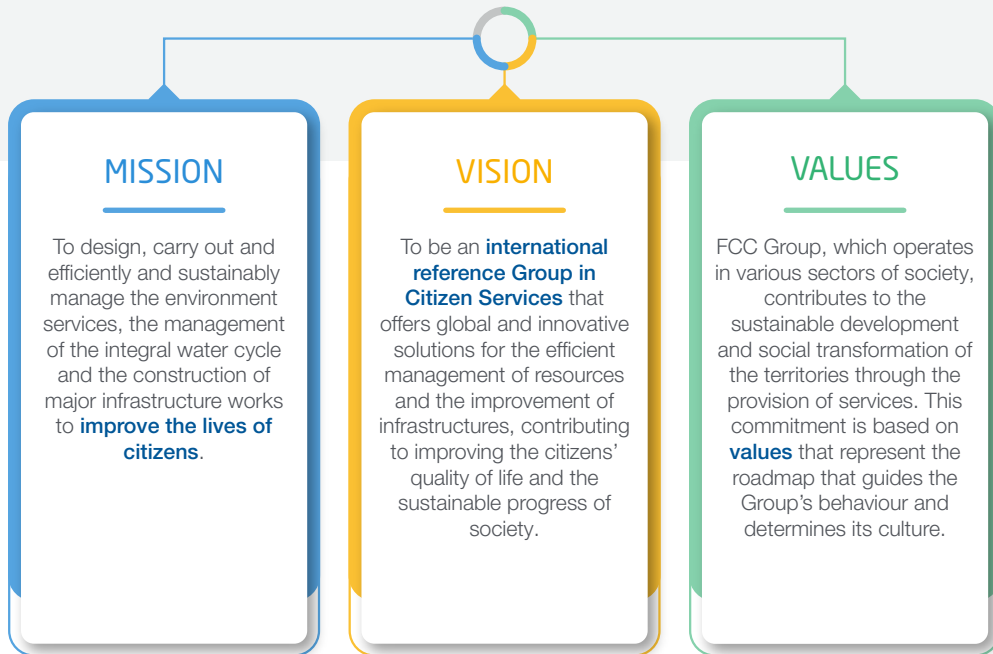 MISSION
To design, carry out and
efficiently and sustainably
manage the environment
services, the management
of the integral water cycle
and the construction of
major infrastructure works
to improve the lives of
citizens.
VISION
To be an international
reference Group in
Citizen Services that
offers global and innovative
solutions for the efficient
management of resources
and the improvement of
infrastructures, contributing
to improving the citizens’
quality of life and the
sustainable progress of
society.
VALUES
FCC Group, which operates
in various sectors of society,
contributes to the
sustainable development
and social transformation of
the territories through the
provision of services. This
commitment is based on
values that represent the
roadmap that guides the
Group’s behaviour and
determines its culture.